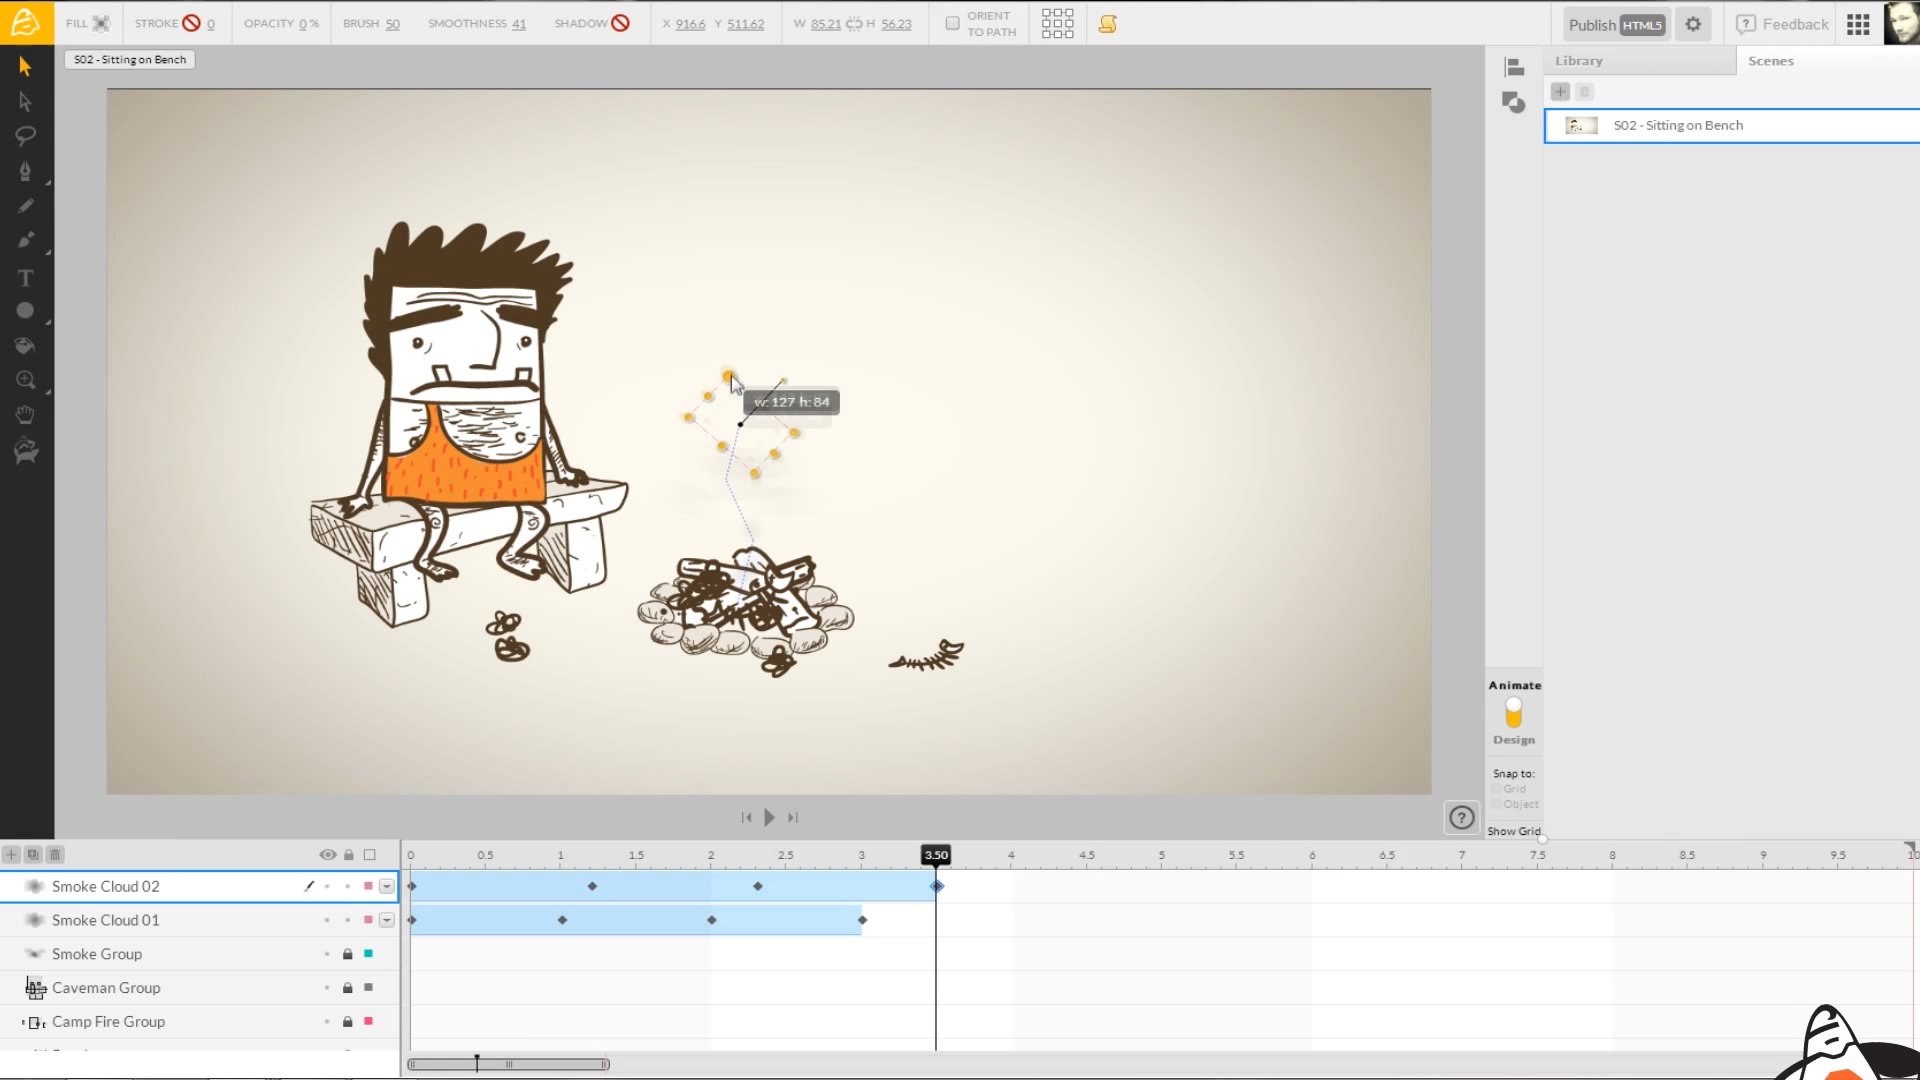 FILL STROKE 0 OPACITY 0 % BRUSH 50 SMOOTHNESS 41 SHADOW X 916.6 Y 511.62 W 85.21 H 56.23 ORIENT TO PATH Publish HTML5 ? Feedback
S02 - Sitting on Bench
Library Scenes
S02 - Sitting on Bench
T
w: 127 h: 84
Animate
Design
Snap to:
Grid
Object
?
Show Grid
0 0.5 1 1.5 2 2.5 3 3.50 4 4.5 5 5.5 6 6.5 7 7.5 8 8.5 9 9.5 10
Smoke Cloud 02
Smoke Cloud 01
Smoke Group
Caveman Group
Camp Fire Group